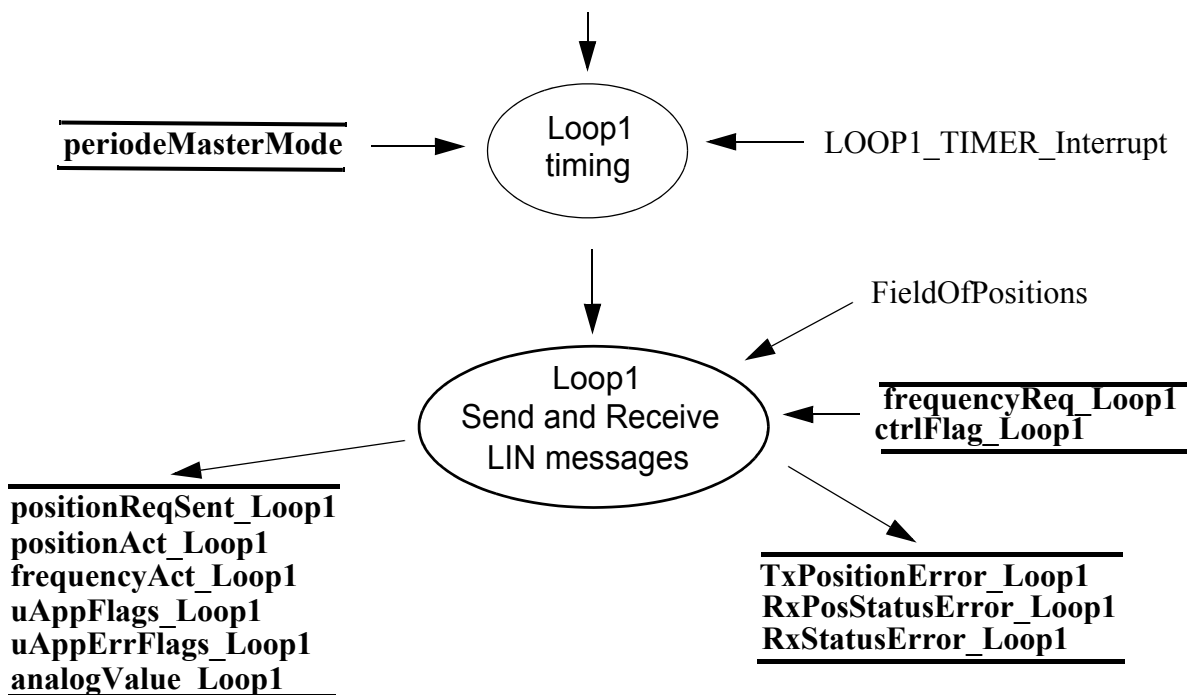 Loop1
timing
periodeMasterMode
LOOP1_TIMER_Interrupt
FieldOfPositions
Loop1
Send and Receive
LIN messages
frequencyReq_Loop1
ctrlFlag_Loop1
positionReqSent_Loop1
positionAct_Loop1
frequencyAct_Loop1
uAppFlags_Loop1
uAppErrFlags_Loop1
analogValue_Loop1
TxPositionError_Loop1
RxPosStatusError_Loop1
RxStatusError_Loop1